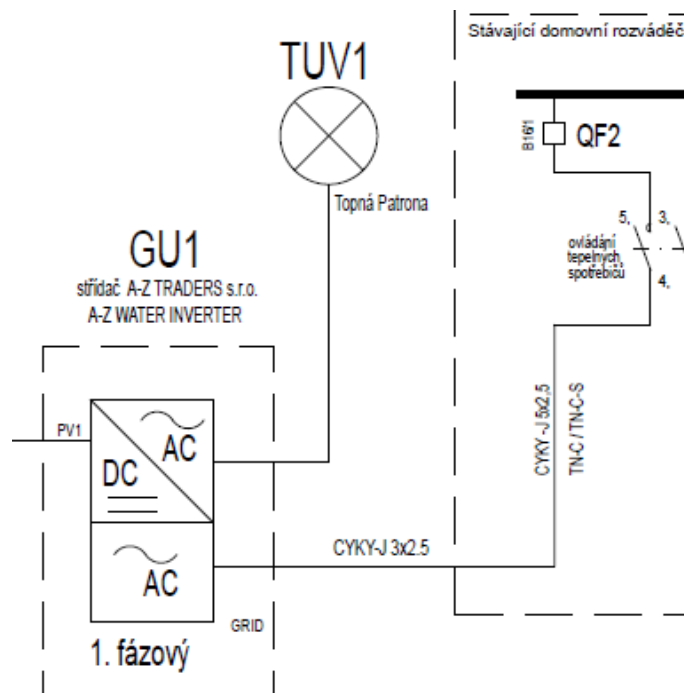 Stávající domovní rozváděč
TUV1
B16/1
QF2
Topná Patrona
5,
3,
ovládání
tepelných
spotřebičů
4,
GU1
střídač A-Z TRADERS s.r.o.
A-Z WATER INVERTER
PV1
AC
DC
CYKY -J 5x2,5
TN-C / TN-C-S
CYKY-J 3x2.5
AC
GRID
1. fázový